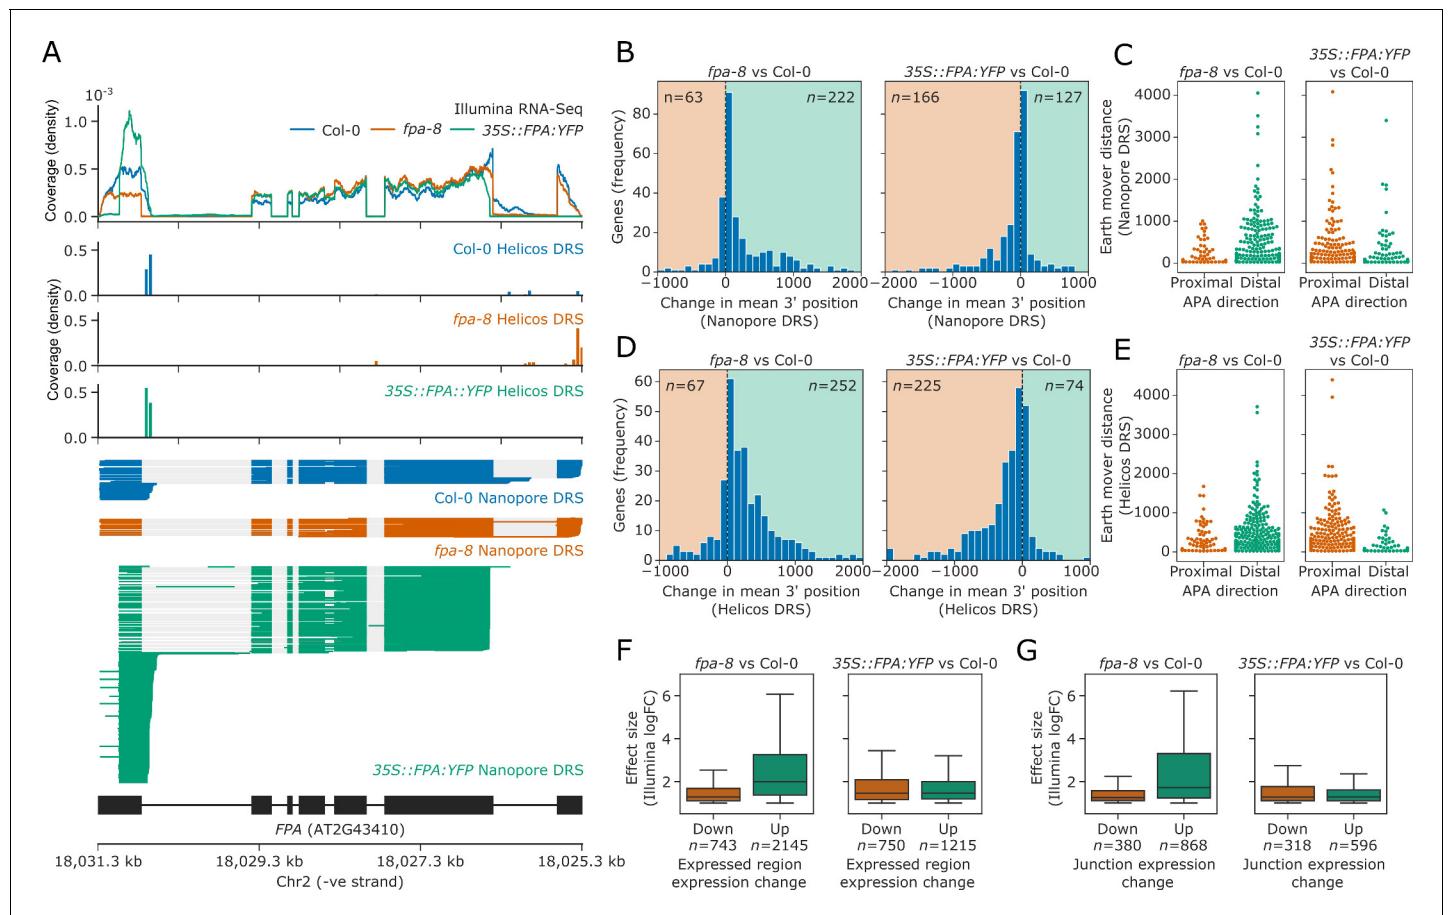 A
10⁻³
Illumina RNA-Seq
Col-0 fpa-8 35S::FPA:YFP
Coverage (density)
1.0
0.5
0.0
Col-0 Helicos DRS
0.5
0.0
Coverage (density)
fpa-8 Helicos DRS
0.5
0.0
35S::FPA::YFP Helicos DRS
0.5
0.0
Col-0 Nanopore DRS
fpa-8 Nanopore DRS
35S::FPA:YFP Nanopore DRS
FPA (AT2G43410)
18,031.3 kb 18,029.3 kb 18,027.3 kb 18,025.3 kb
Chr2 (-ve strand)
B
fpa-8 vs Col-0 35S::FPA:YFP vs Col-0
n=63 n=222 n=166 n=127
Genes (frequency)
80
60
40
20
0
−1000 0 1000 2000 −2000 −1000 0 1000
Change in mean 3' position Change in mean 3' position
(Nanopore DRS) (Nanopore DRS)
C
35S::FPA:YFP
fpa-8 vs Col-0 vs Col-0
Earth mover distance
(Nanopore DRS)
4000
3000
2000
1000
0
Proximal Distal Proximal Distal
APA direction APA direction
D
fpa-8 vs Col-0 35S::FPA:YFP vs Col-0
n=67 n=252 n=225 n=74
Genes (frequency)
60
50
40
30
20
10
0
−1000 0 1000 2000 −2000 −1000 0 1000
Change in mean 3' position Change in mean 3' position
(Helicos DRS) (Helicos DRS)
E
35S::FPA:YFP
fpa-8 vs Col-0 vs Col-0
Earth mover distance
(Helicos DRS)
4000
3000
2000
1000
0
Proximal Distal Proximal Distal
APA direction APA direction
F
fpa-8 vs Col-0 35S::FPA:YFP vs Col-0
Effect size
(Illumina logFC)
6
4
2
Down Up Down Up
n=743 n=2145 n=750 n=1215
Expressed region Expressed region
expression change expression change
G
fpa-8 vs Col-0 35S::FPA:YFP vs Col-0
Effect size
(Illumina logFC)
6
4
2
Down Up Down Up
n=380 n=868 n=318 n=596
Junction expression Junction expression
change change